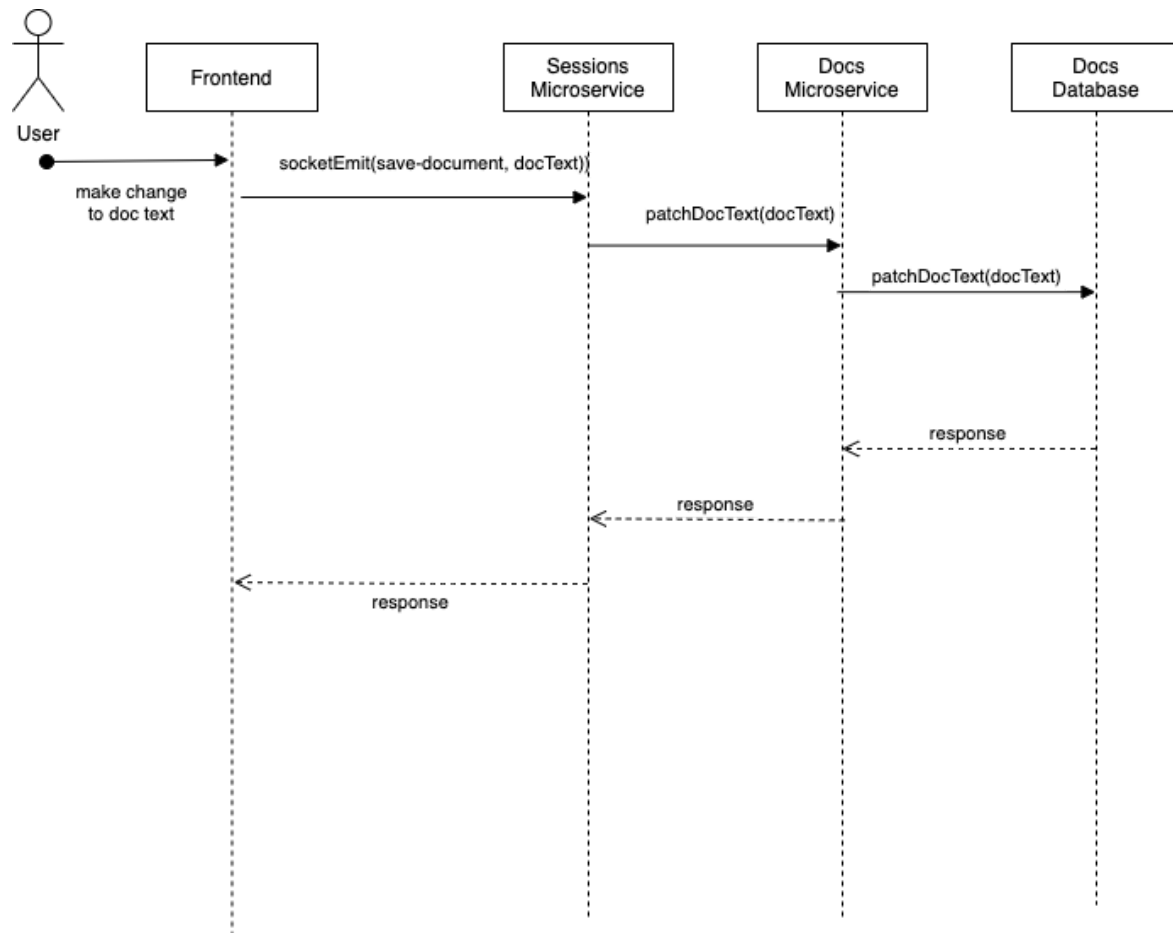 Frontend
Sessions
Microservice
Docs
Microservice
Docs
Database
User
make change
to doc text
socketEmit(save-document, docText))
patchDocText(docText)
patchDocText(docText)
response
response
response